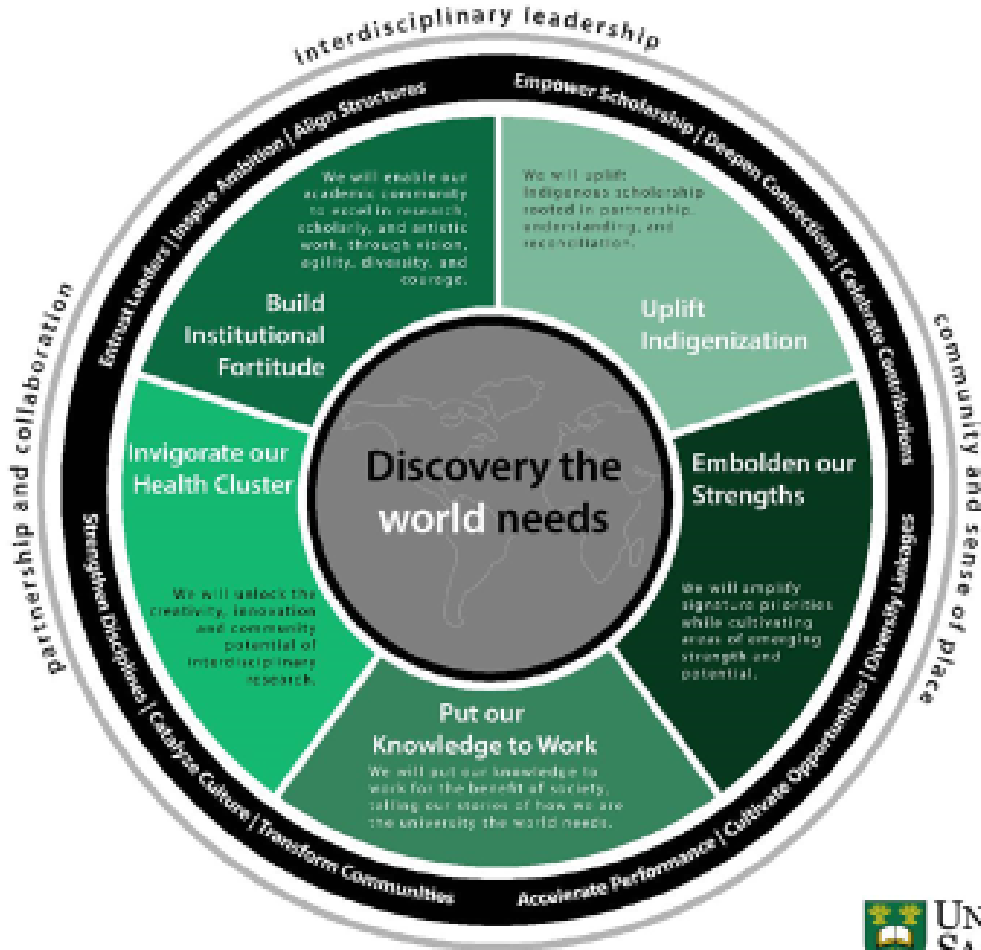 interdisciplinary leadership
Entrust Leaders | Inspire Ambition | Align Structures
Empower Scholarship | Deepen Connections | Celebrate Contributions
We will enable our
academic community
to excel in research,
scholarly, and artistic
work, through vision,
agility, diversity, and
courage.
Build
Institutional
Fortitude
We will uplift
Indigenous scholarship
rooted in partnership,
understanding, and
reconciliation.
Uplift
Indigenization
partnership and collaboration
community and sense of place
Invigorate our
Health Cluster
We will unlock the
creativity, innovation
and community
potential of
interdisciplinary
research.
Discovery the
world needs
Embolden our
Strengths
We will amplify
signature priorities
while cultivating
areas of emerging
strength and
potential.
Put our
Knowledge to Work
We will put our knowledge to
work for the benefit of society,
telling our stories of how we are
the university the world needs.
Strengthen Disciplines | Catalyze Culture | Transform Communities
Accelerate Performance | Cultivate Opportunities | Diversity Linkages
UN
SA